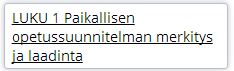 LUKU 1 Paikallisen
opetussuunnitelman merkitys
ja laadinta